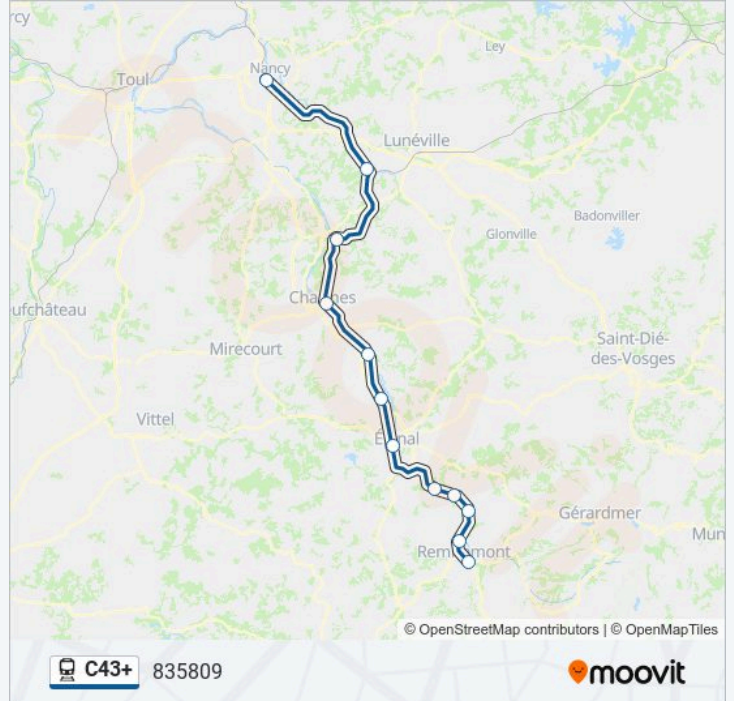 rcy
Ley
Nancy
Toul
Lunéville
Badonviller
Glonville
ufchâteau
Saint-Dié-
des-Vosges
Mirecourt
Vittel
Gérardmer
Mun
© OpenStreetMap contributors | © OpenMapTiles
C43+ 835809
moovit